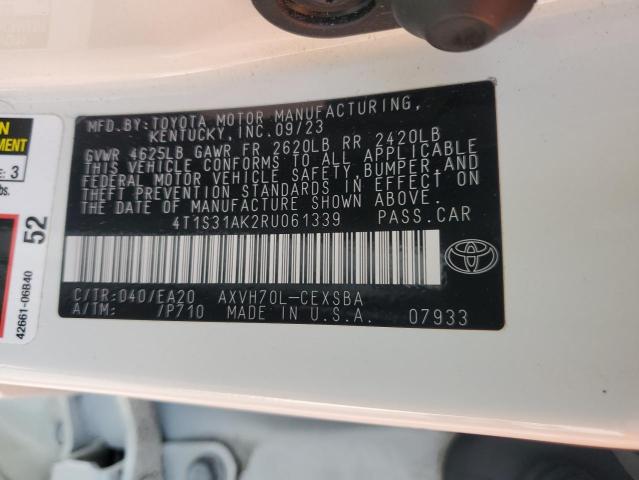 MFD.BY: TOYOTA MOTOR MANUFACTURING,
KENTUCKY, INC. 09/23
GVWR 4625LB GAWR FR 2620LB RR 2420LB
THIS VEHICLE CONFORMS TO ALL APPLICABLE
FEDERAL MOTOR VEHICLE SAFETY, BUMPER, AND
THEFT PREVENTION STANDARDS IN EFFECT ON
THE DATE OF MANUFACTURE SHOWN ABOVE.
4T1S31AK2RU061339 PASS.CAR
C/TR:040/EA20 AXVH70L-CEXSBA
A/TM: /P710 MADE IN U.S.A. 07933
52
42661-06B40
3